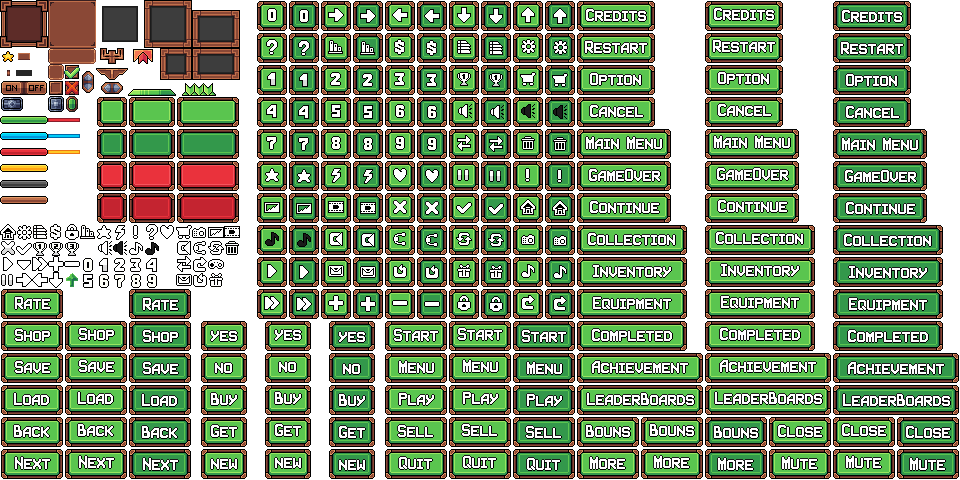 0 0 CREDITS CREDITS CREDITS
? ? $ $ RESTART RESTART RESTART
1 1 2 2 3 3 OPTION OPTION OPTION
ON OFF
4 4 5 5 6 6 CANCEL CANCEL CANCEL
7 7 8 8 9 9 MAIN MENU MAIN MENU MAIN MENU
! ! GAMEOVER GAMEOVER GAMEOVER
CONTINUE CONTINUE CONTINUE
$ ! ?
COLLECTION COLLECTION COLLECTION
0 1 2 3 4 INVENTORY INVENTORY INVENTORY
5 6 7 8 9
RATE RATE EQUIPMENT EQUIPMENT EQUIPMENT
SHOP SHOP SHOP YES YES YES START START START COMPLETED COMPLETED COMPLETED
SAVE SAVE SAVE NO NO NO MENU MENU MENU ACHIEVEMENT ACHIEVEMENT ACHIEVEMENT
LOAD LOAD LOAD BUY BUY BUY PLAY PLAY PLAY LEADERBOARDS LEADERBOARDS LEADERBOARDS
BACK BACK BACK GET GET GET SELL SELL SELL BOUNS BOUNS BOUNS CLOSE CLOSE CLOSE
NEXT NEXT NEXT NEW NEW NEW QUIT QUIT QUIT MORE MORE MORE MUTE MUTE MUTE